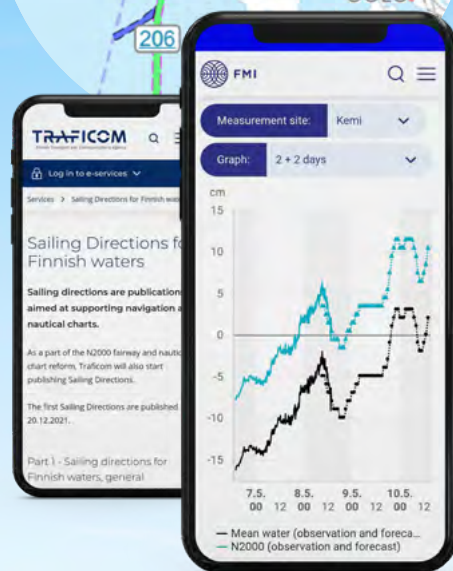 206
TRAFICOM
Log in to e-services
Services > Sailing Directions for Finnish
Sailing Directions fo
Finnish waters
Sailing directions are publication
aimed at supporting navigation a
nautical charts.
As a part of the N2000 fairway and nautic
chart reform, Traficom will also start
publishing Sailing Directions.
The first Sailing Directions are published
20.12.2021.
Part 1 - Sailing directions for
Finnish waters, general
FMI
Measurement site: Kemi
Graph: 2 + 2 days
cm
15
10
5
0
-5
-10
-15
7.5. 8.5. 9.5. 10.5.
00 12 00 12 00 12 00 12
Mean water (observation and foreca...
N2000 (observation and forecast)